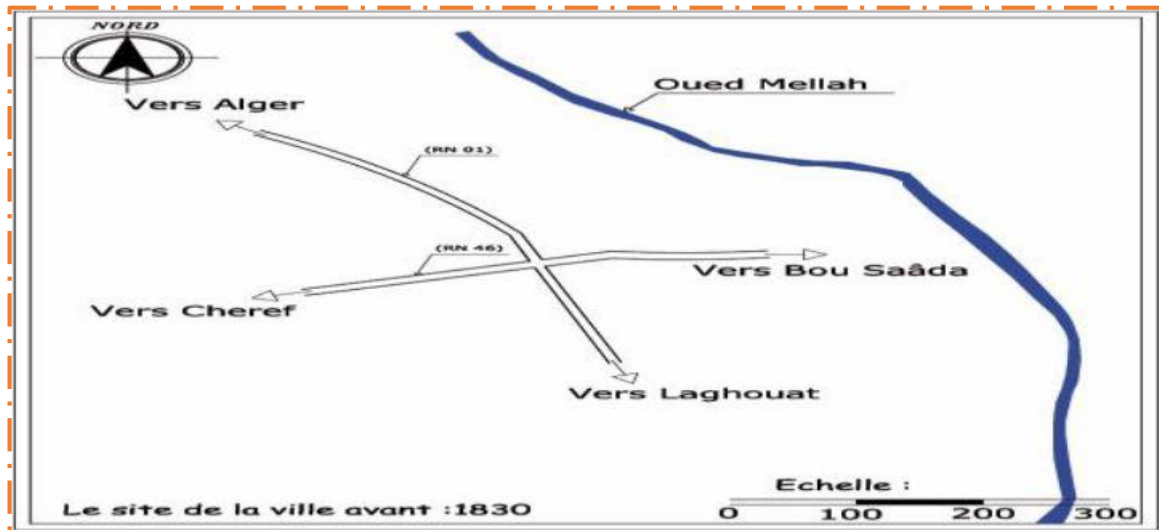 NORD
Vers Alger
Oued Mellah
(RN 01)
(RN 46)
Vers Bou Saâda
Vers Cheref
Vers Laghouat
Echelle :
Le site de la ville avant :1830
0 100 200 300